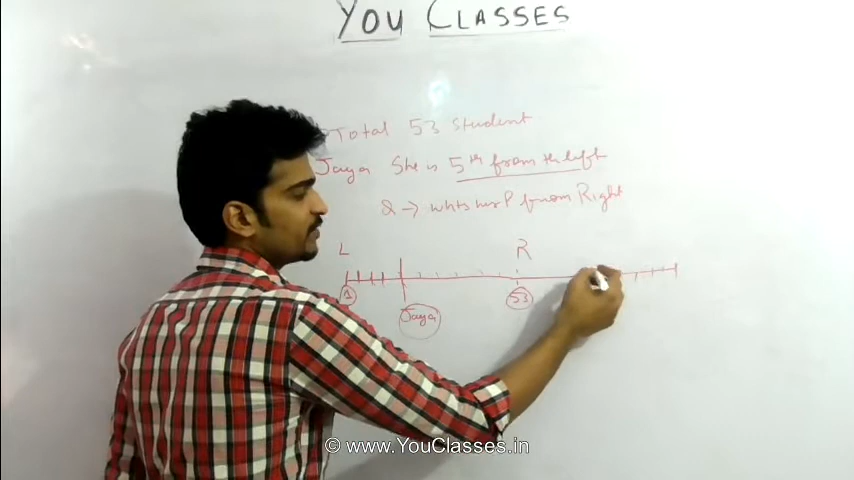 YOU CLASSES
Total 53 student
Jaya She is 5th from the left
Q → whts her P from Right
L R
1 Jaya 53
© www.YouClasses.in